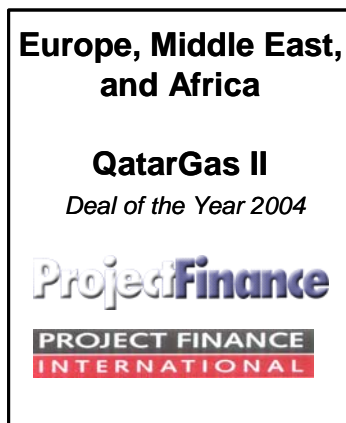 Europe, Middle East,
and Africa
QatarGas II
Deal of the Year 2004
ProjectFinance
PROJECT FINANCE
INTERNATIONAL